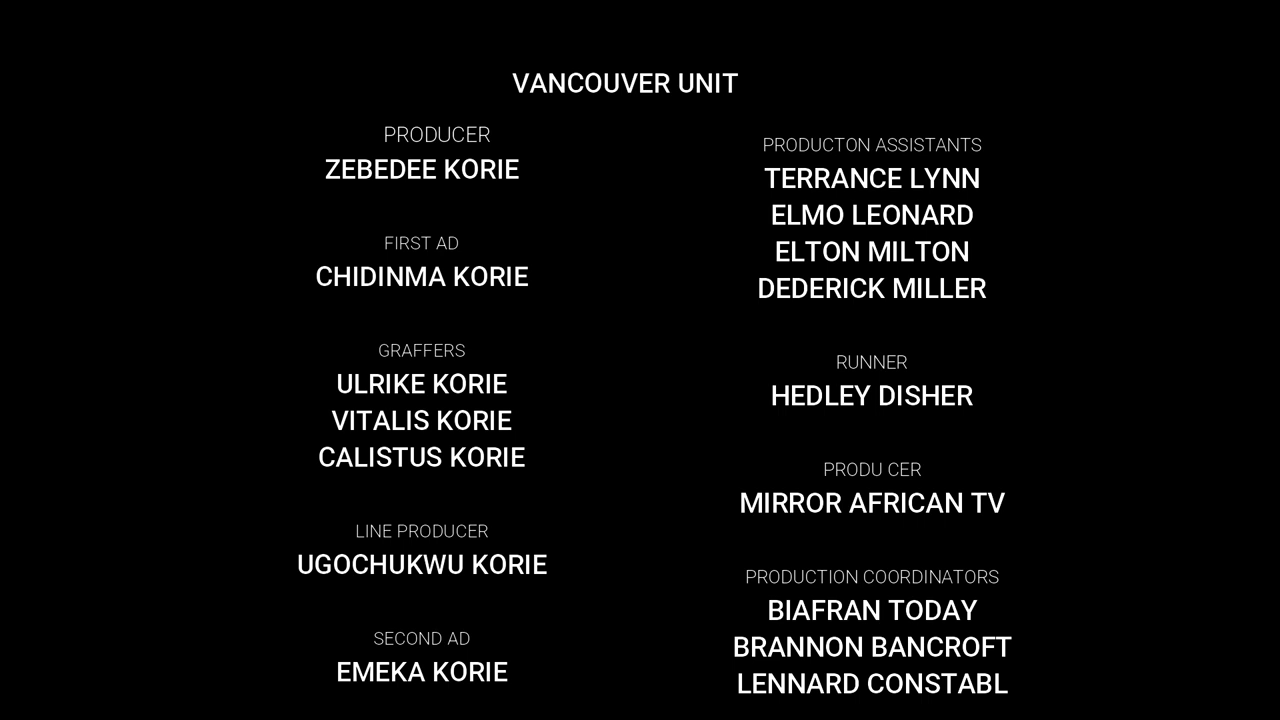 VANCOUVER UNIT
PRODUCER
ZEBEDEE KORIE
FIRST AD
CHIDINMA KORIE
GRAFFERS
ULRIKE KORIE
VITALIS KORIE
CALISTUS KORIE
LINE PRODUCER
UGOCHUKWU KORIE
SECOND AD
EMEKA KORIE
PRODUCTON ASSISTANTS
TERRANCE LYNN
ELMO LEONARD
ELTON MILTON
DEDERICK MILLER
RUNNER
HEDLEY DISHER
PRODU CER
MIRROR AFRICAN TV
PRODUCTION COORDINATORS
BIAFRAN TODAY
BRANNON BANCROFT
LENNARD CONSTABL